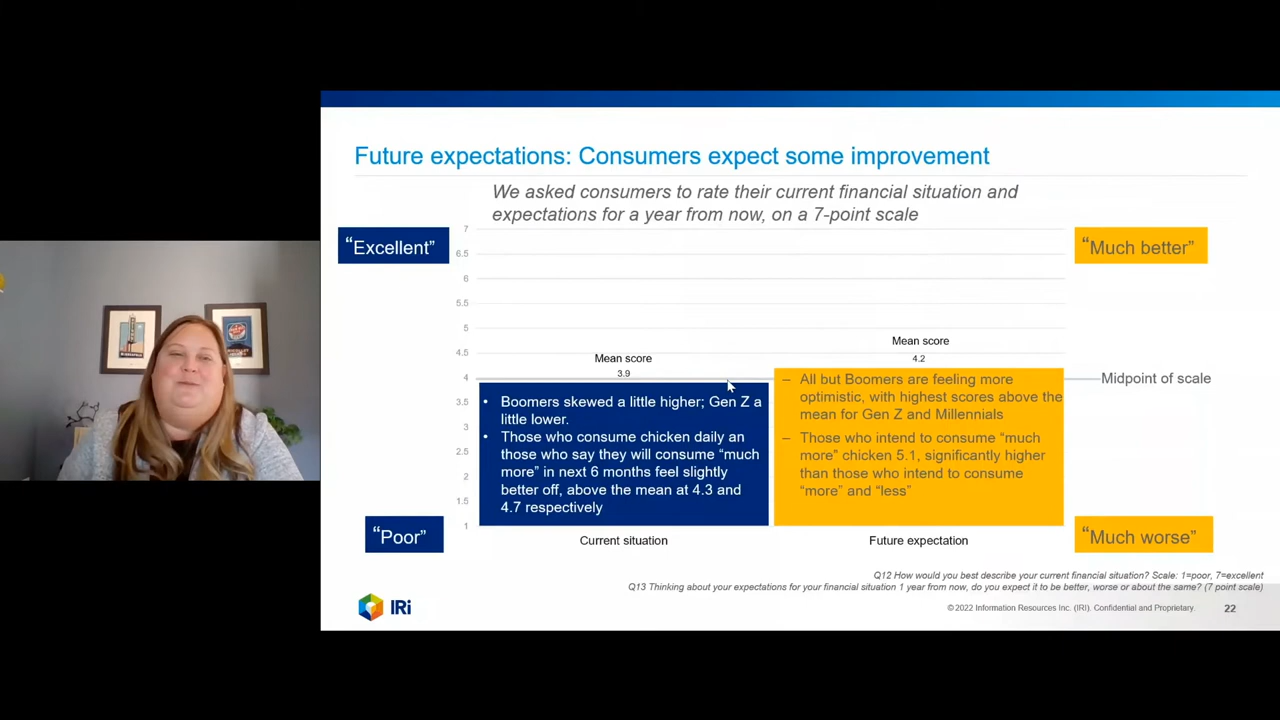 Future expectations: Consumers expect some improvement
We asked consumers to rate their current financial situation and
expectations for a year from now, on a 7-point scale
“Excellent”
“Much better”
7
6.5
6
5.5
5
4.5
4
3.5
3
2.5
2
1.5
1
Mean score
3.9
Mean score
4.2
Midpoint of scale
• Boomers skewed a little higher; Gen Z a
little lower.
• Those who consume chicken daily an
those who say they will consume “much
more” in next 6 months feel slightly
better off, above the mean at 4.3 and
4.7 respectively
– All but Boomers are feeling more
optimistic, with highest scores above the
mean for Gen Z and Millennials
– Those who intend to consume “much
more” chicken 5.1, significantly higher
than those who intend to consume
“more” and “less”
“Poor”
“Much worse”
Current situation
Future expectation
Q12 How would you best describe your current financial situation? Scale: 1=poor, 7=excellent
Q13 Thinking about your expectations for your financial situation 1 year from now, do you expect it to be better, worse or about the same? (7 point scale)
IRi
© 2022 Information Resources Inc. (IRI). Confidential and Proprietary.
22